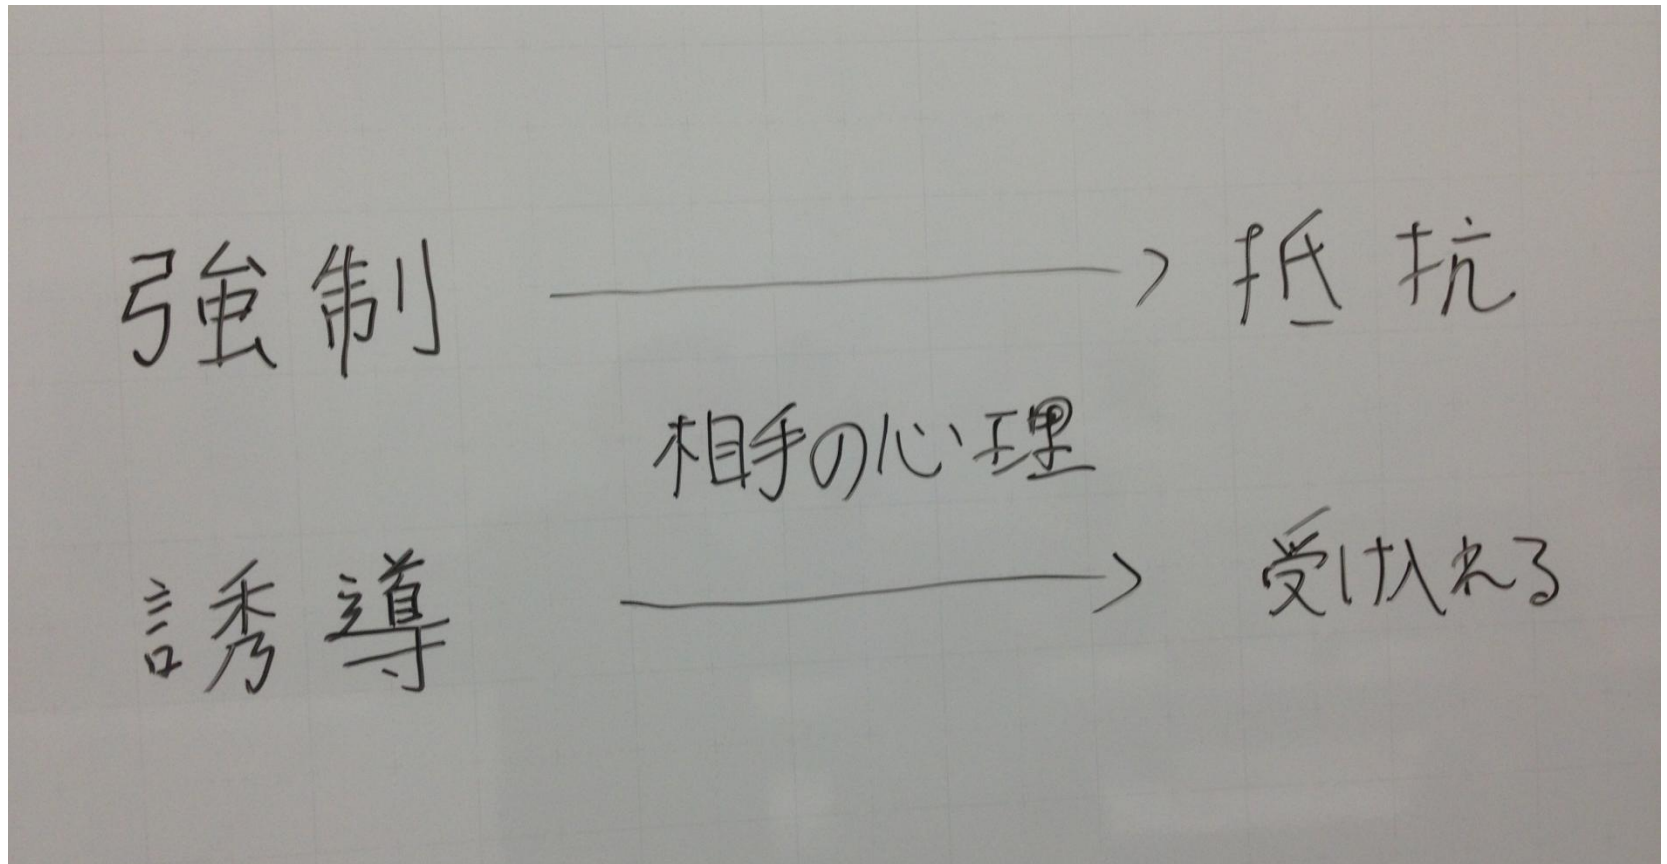 強制 → 抵抗
相手の心理
誘導 → 受け入れる